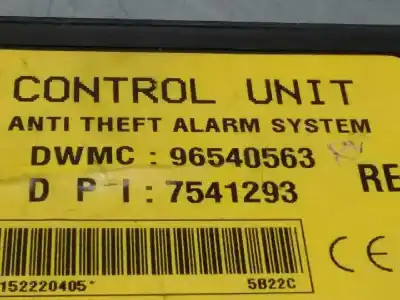 CONTROL UNIT
ANTI THEFT ALARM SYSTEM
DWMC : 96540563
RE
D P I : 7541293
152220405*
5B22C
CE